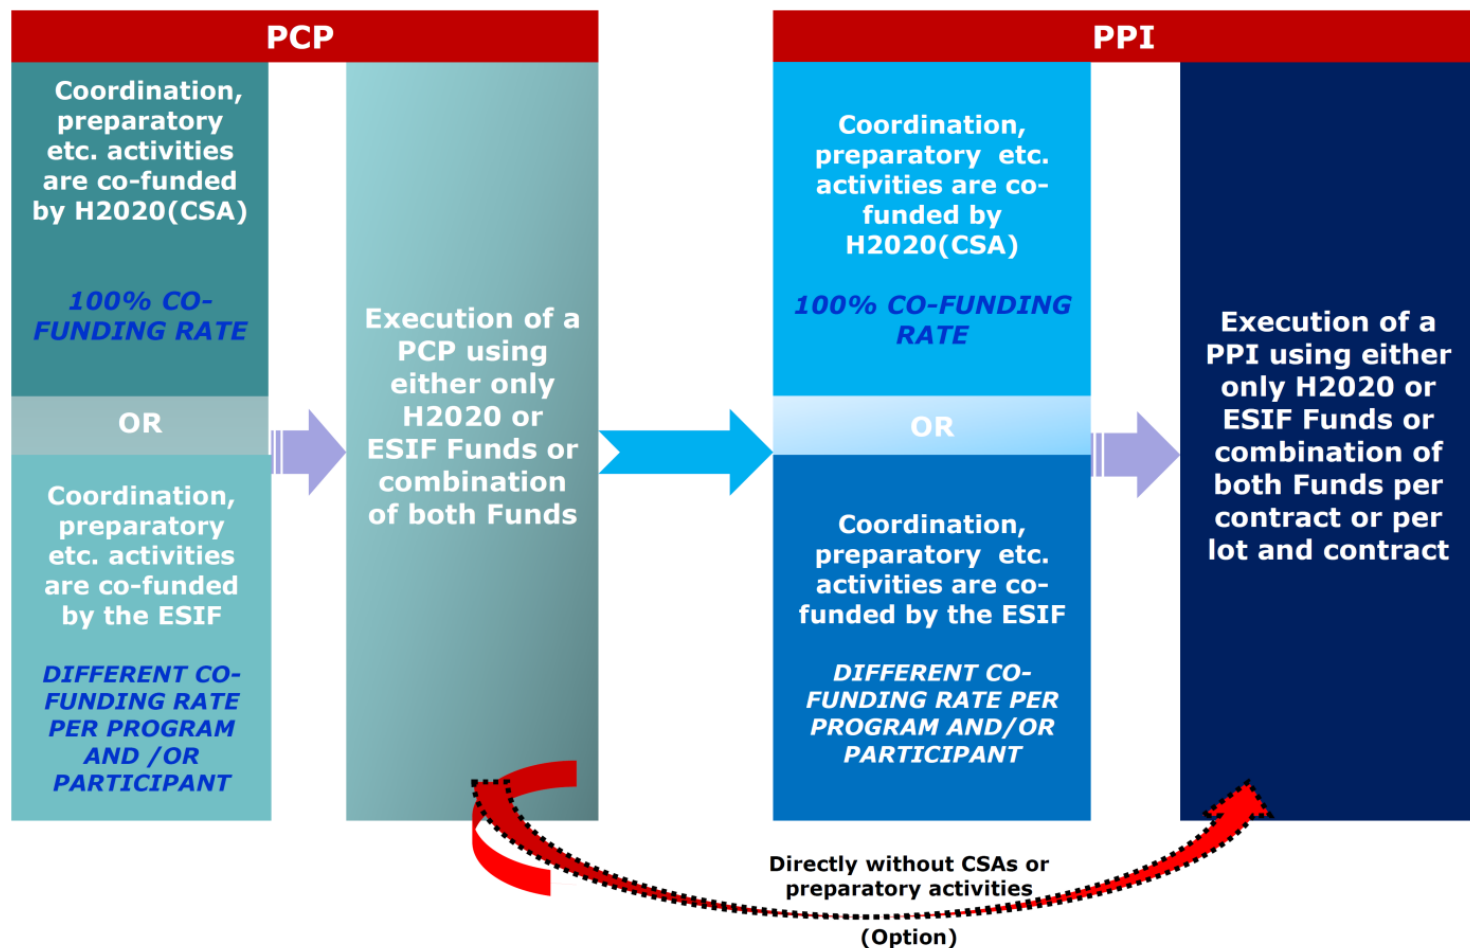 PCP
Coordination,
preparatory
etc. activities
are co-funded
by H2020(CSA)
100% CO-
FUNDING RATE
OR
Coordination,
preparatory
etc. activities
are co-funded
by the ESIF
DIFFERENT CO-
FUNDING RATE
PER PROGRAM
AND /OR
PARTICIPANT
Execution of a
PCP using
either only
H2020 or
ESIF Funds or
combination
of both Funds
PPI
Coordination,
preparatory  etc.
activities are co-
funded by
H2020(CSA)
100% CO-FUNDING
RATE
OR
Coordination,
preparatory  etc.
activities are co-
funded by the ESIF
DIFFERENT CO-
FUNDING RATE PER
PROGRAM AND/OR
PARTICIPANT
Execution of a
PPI using either
only H2020 or
ESIF Funds or
combination of
both Funds per
contract or per
lot and contract
Directly without CSAs or
preparatory activities
(Option)